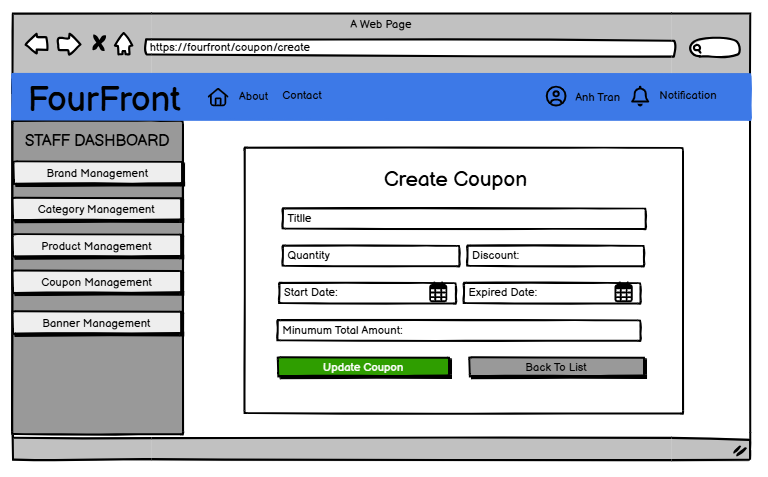 A Web Page
https://fourfront/coupon/create
FourFront
About
Contact
Anh Tran
Notification
STAFF DASHBOARD
Brand Management
Category Management
Product Management
Coupon Management
Banner Management
Create Coupon
Titlle
Quantity
Discount:
Start Date:
Expired Date:
Minumum Total Amount:
Update Coupon
Back To List